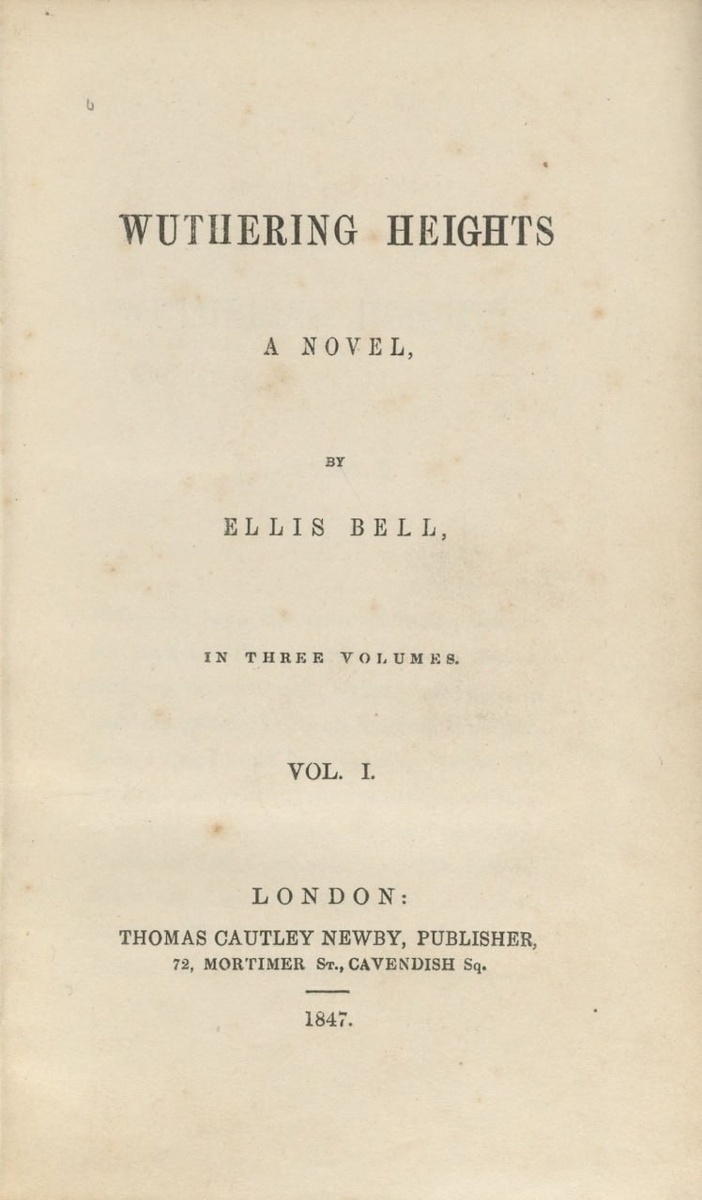 WUTHERING HEIGHTS
A NOVEL,
BY
ELLIS BELL,
IN THREE VOLUMES.
VOL. I.
LONDON:
THOMAS CAUTLEY NEWBY, PUBLISHER,
72, MORTIMER St., CAVENDISH Sq.
1847.